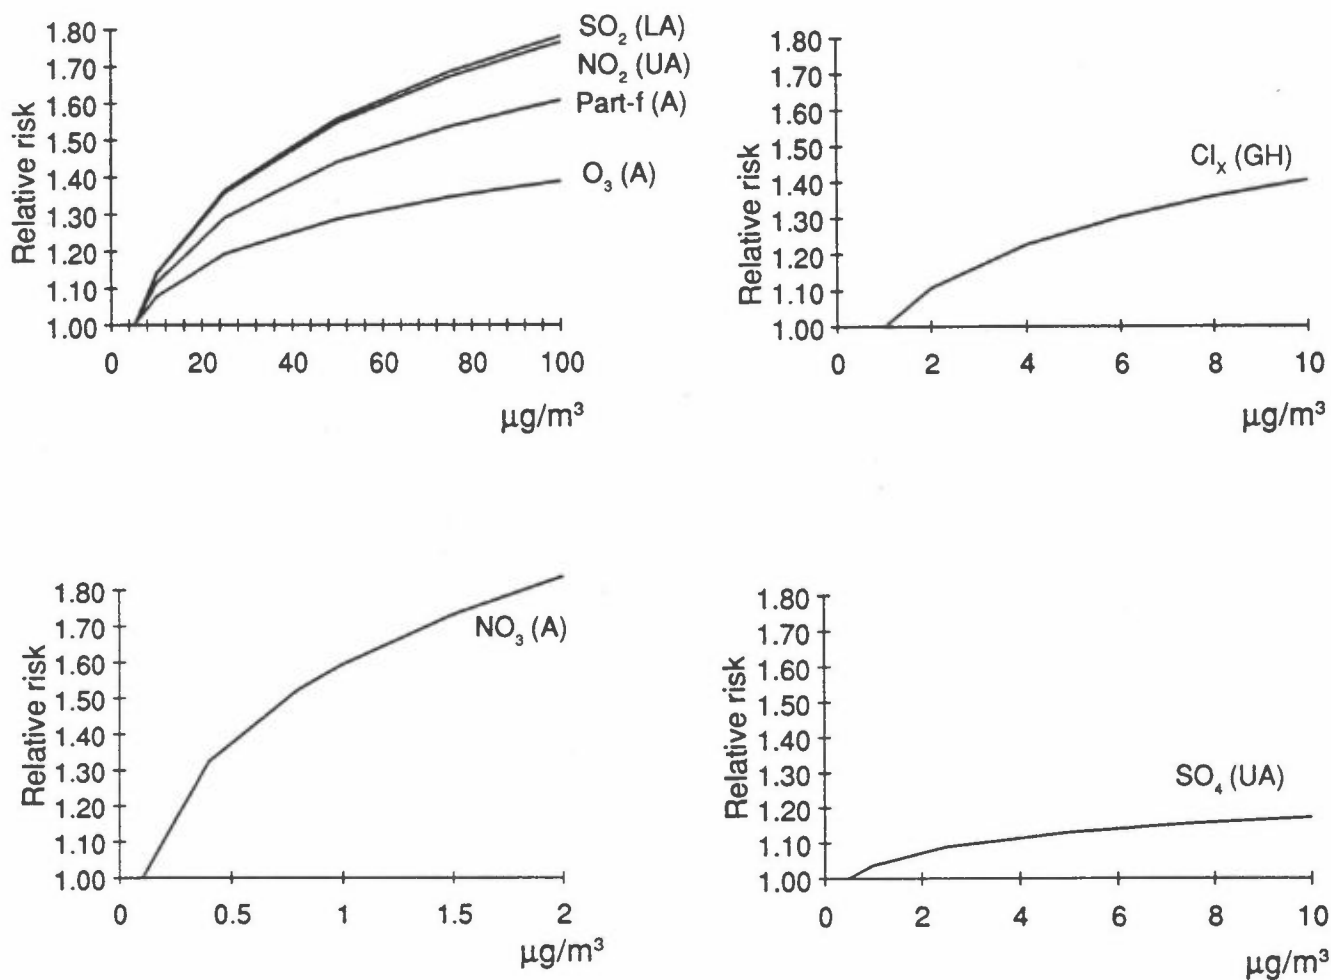 Relative risk
1.80
1.70
1.60
1.50
1.40
1.30
1.20
1.10
1.00
0 20 40 60 80 100
µg/m³
SO₂ (LA)
NO₂ (UA)
Part-f (A)
O₃ (A)
Relative risk
1.80
1.70
1.60
1.50
1.40
1.30
1.20
1.10
1.00
0 2 4 6 8 10
µg/m³
Clₓ (GH)
Relative risk
1.80
1.70
1.60
1.50
1.40
1.30
1.20
1.10
1.00
0 0.5 1 1.5 2
µg/m³
NO₃ (A)
Relative risk
1.80
1.70
1.60
1.50
1.40
1.30
1.20
1.10
1.00
0 2 4 6 8 10
µg/m³
SO₄ (UA)